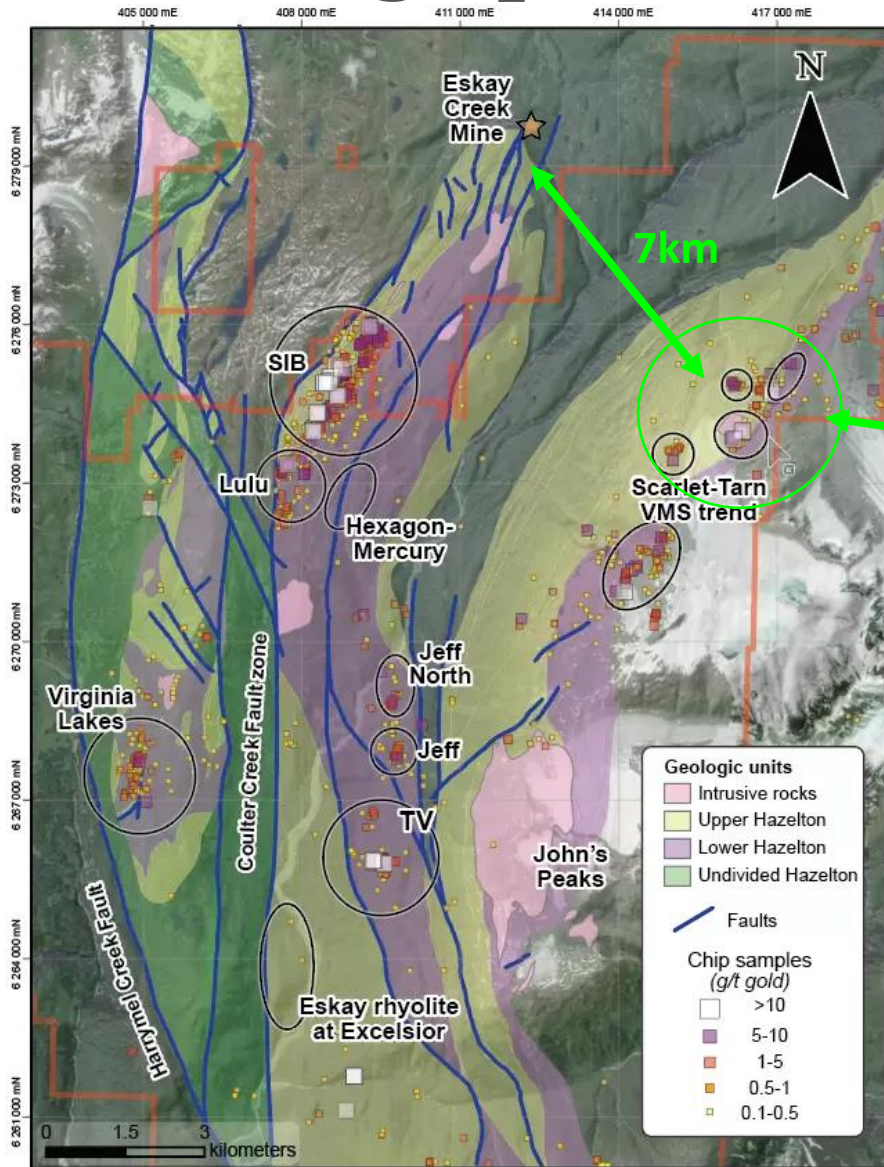 405 000 mE
408 000 mE
411 000 mE
414 000 mE
417 000 mE
Eskay
Creek
Mine
N
6 279 000 mN
7km
6 276 000 mN
SIB
6 273 000 mN
Lulu
Hexagon-
Mercury
Scarlet-Tarn
VMS trend
6 270 000 mN
Jeff
North
Virginia
Lakes
Jeff
Coulter Creek Fault zone
6 267 000 mN
TV
John's
Peaks
6 264 000 mN
Harrymel Creek Fault
Eskay rhyolite
at Excelsior
6 261 000 mN
0 1.5 3
kilometers
Geologic units
Intrusive rocks
Upper Hazelton
Lower Hazelton
Undivided Hazelton
Faults
Chip samples
(g/t gold)
>10
5-10
1-5
0.5-1
0.1-0.5